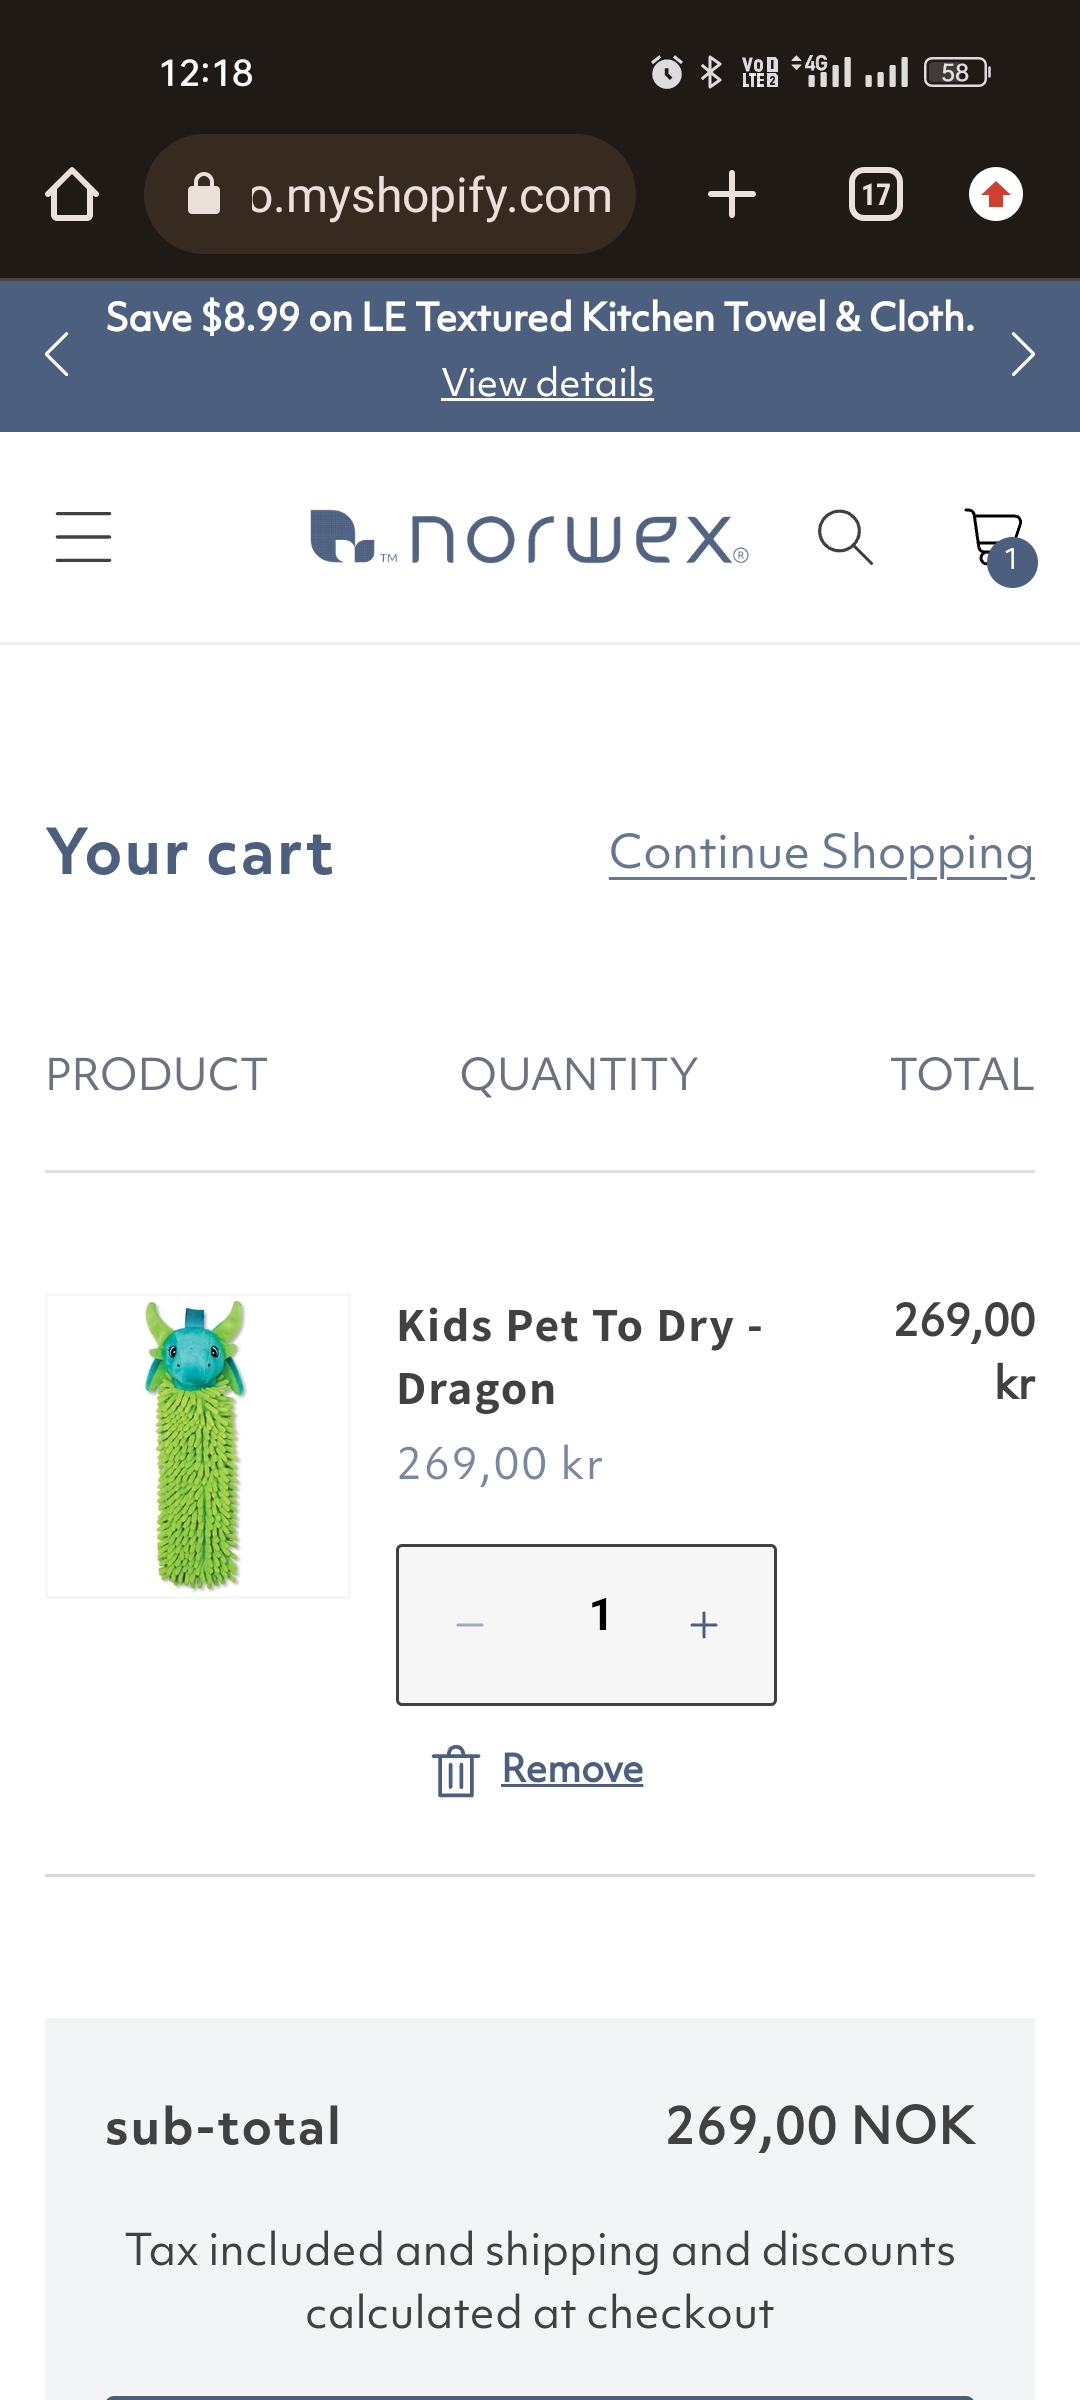 12:18
Vo 1
LTE 2
4G
58
o.myshopify.com
17
Save $8.99 on LE Textured Kitchen Towel & Cloth.
View details
norwex
1
Your cart
Continue Shopping
PRODUCT QUANTITY TOTAL
Kids Pet To Dry -
Dragon
269,00
kr
269,00 kr
1
Remove
sub-total 269,00 NOK
Tax included and shipping and discounts
calculated at checkout